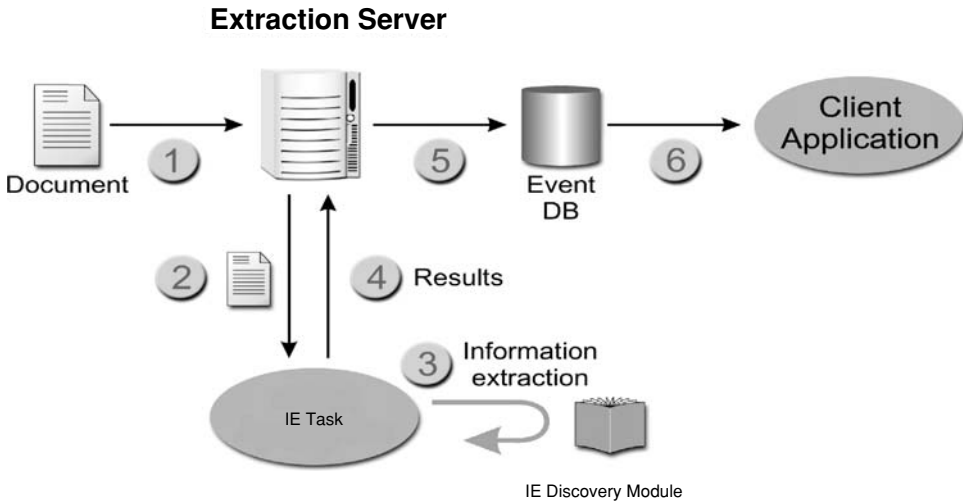 Extraction Server
Client
Application
1
5
6
Document
Event
DB
2
4
Results
3
Information
extraction
IE Task
IE Discovery Module